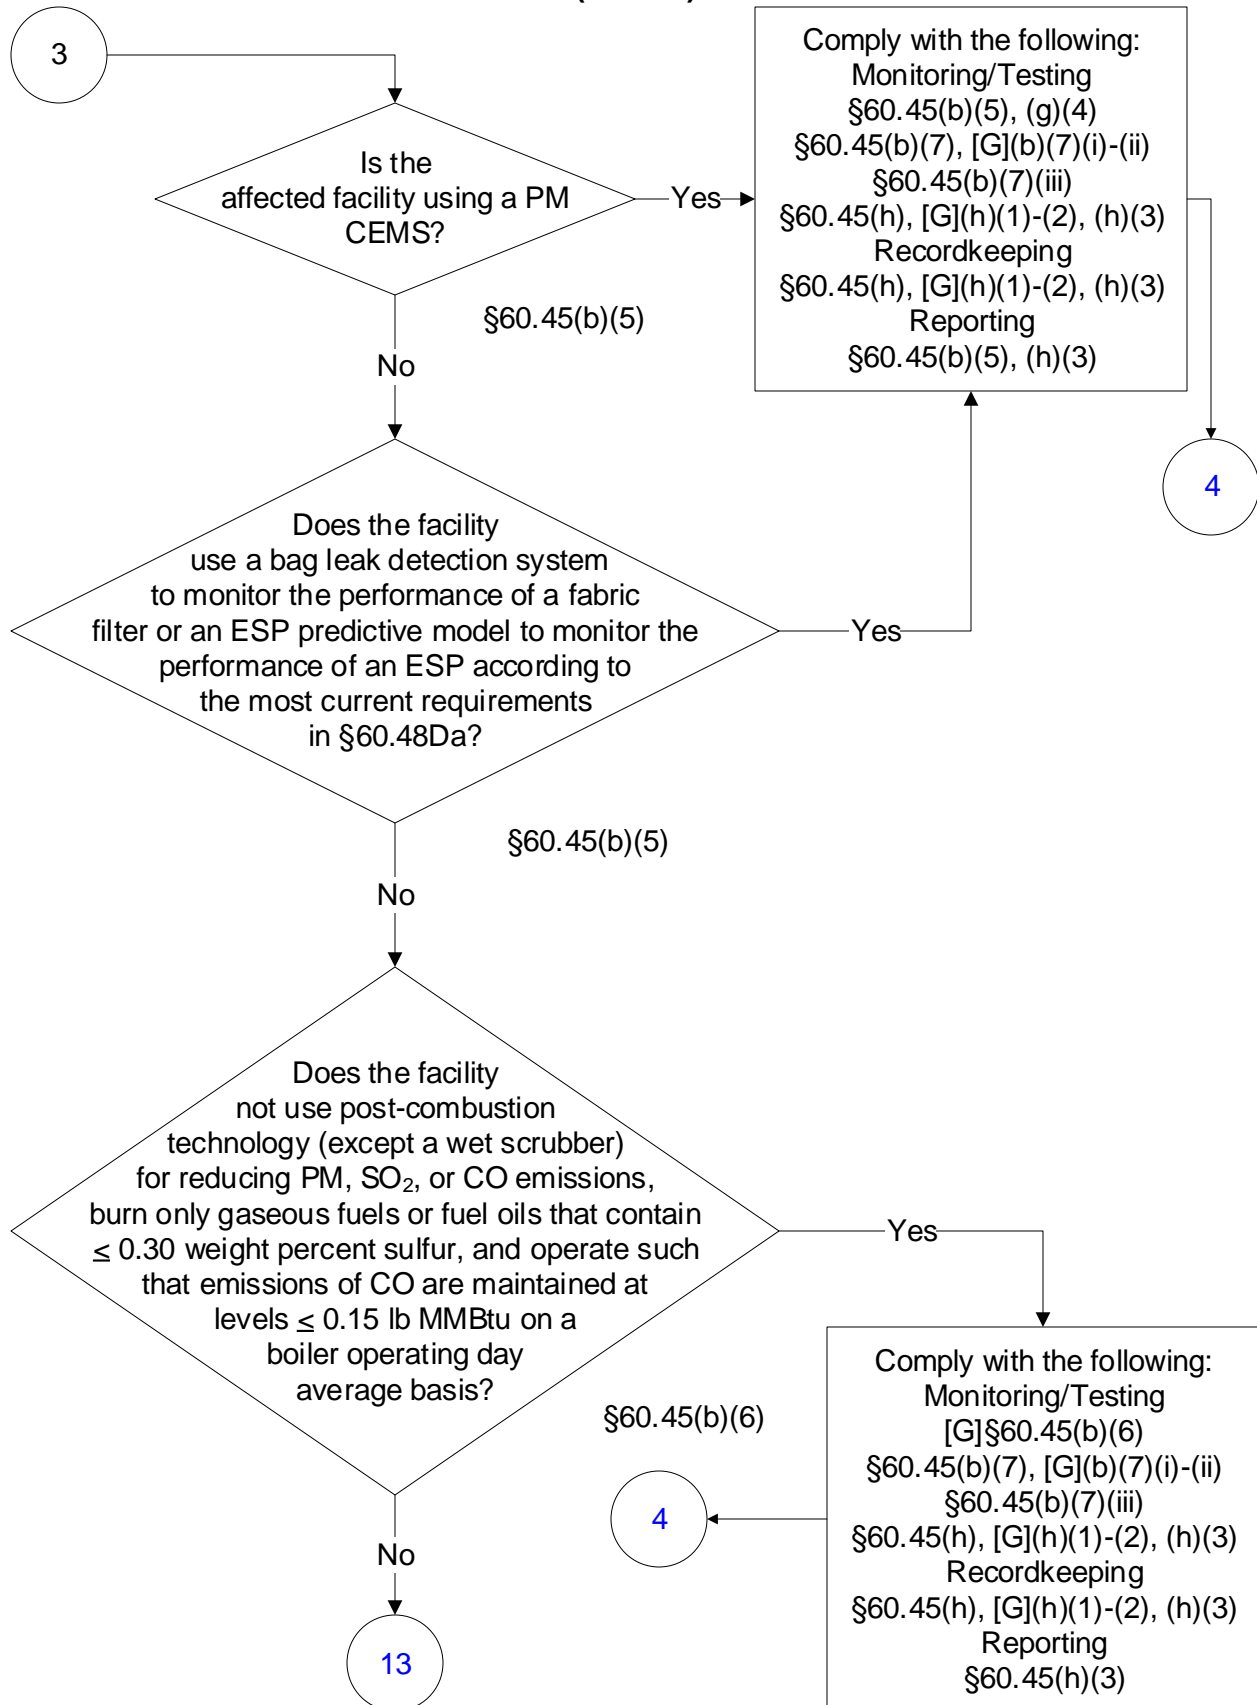 3
Is the
affected facility using a PM
CEMS?
Yes
Comply with the following:
Monitoring/Testing
§60.45(b)(5), (g)(4)
§60.45(b)(7), [G](b)(7)(i)-(ii)
§60.45(b)(7)(iii)
§60.45(h), [G](h)(1)-(2), (h)(3)
Recordkeeping
§60.45(h), [G](h)(1)-(2), (h)(3)
Reporting
§60.45(b)(5), (h)(3)
4
§60.45(b)(5)
No
Does the facility
use a bag leak detection system
to monitor the performance of a fabric
filter or an ESP predictive model to monitor the
performance of an ESP according to
the most current requirements
in §60.48Da?
Yes
§60.45(b)(5)
No
Does the facility
not use post-combustion
technology (except a wet scrubber)
for reducing PM, SO₂, or CO emissions,
burn only gaseous fuels or fuel oils that contain
≤ 0.30 weight percent sulfur, and operate such
that emissions of CO are maintained at
levels ≤ 0.15 lb MMBtu on a
boiler operating day
average basis?
Yes
§60.45(b)(6)
Comply with the following:
Monitoring/Testing
[G]§60.45(b)(6)
§60.45(b)(7), [G](b)(7)(i)-(ii)
§60.45(b)(7)(iii)
§60.45(h), [G](h)(1)-(2), (h)(3)
Recordkeeping
§60.45(h), [G](h)(1)-(2), (h)(3)
Reporting
§60.45(h)(3)
4
No
13